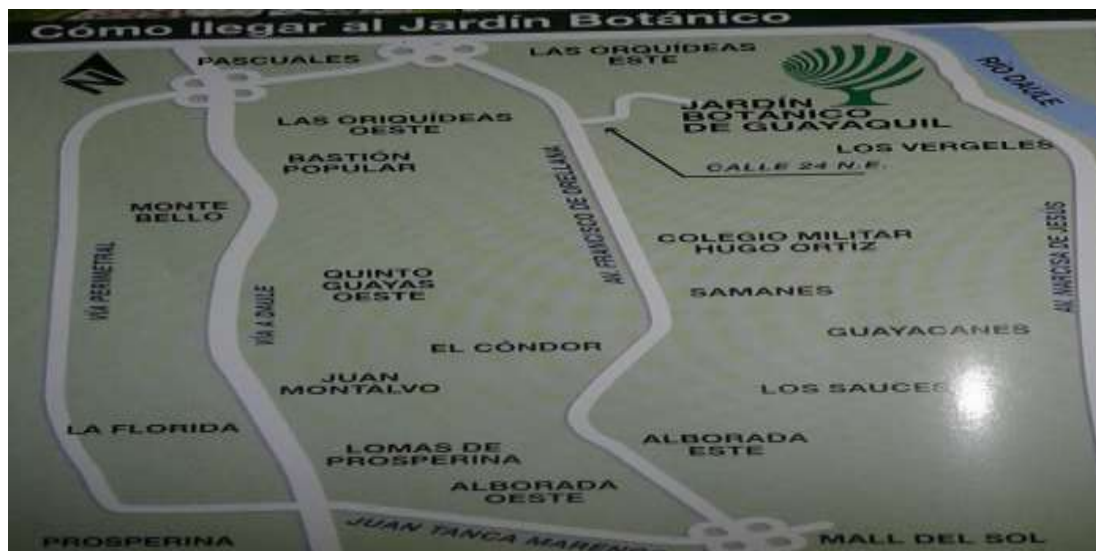 Cómo llegar al Jardín Botánico
PASCUALES
LAS ORQUÍDEAS
ESTE
RÍO DAULE
JARDÍN
BOTÁNICO
DE GUAYAQUIL
LAS ORIQUÍDEAS
OESTE
LOS VERGELES
BASTIÓN
POPULAR
CALLE 24 N.E.
MONTE
BELLO
AV. FRANCISCO DE ORELLANA
COLEGIO MILITAR
HUGO ORTIZ
AV. NARCISA DE JESÚS
VÍA PERIMETRAL
QUINTO
GUAYAS
OESTE
SAMANES
VÍA A DAULE
GUAYACANES
EL CÓNDOR
JUAN
MONTALVO
LOS SAUCES
LA FLORIDA
ALBORADA
ESTE
LOMAS DE
PROSPERINA
ALBORADA
OESTE
JUAN TANCA MARENGO
PROSPERINA
MALL DEL SOL